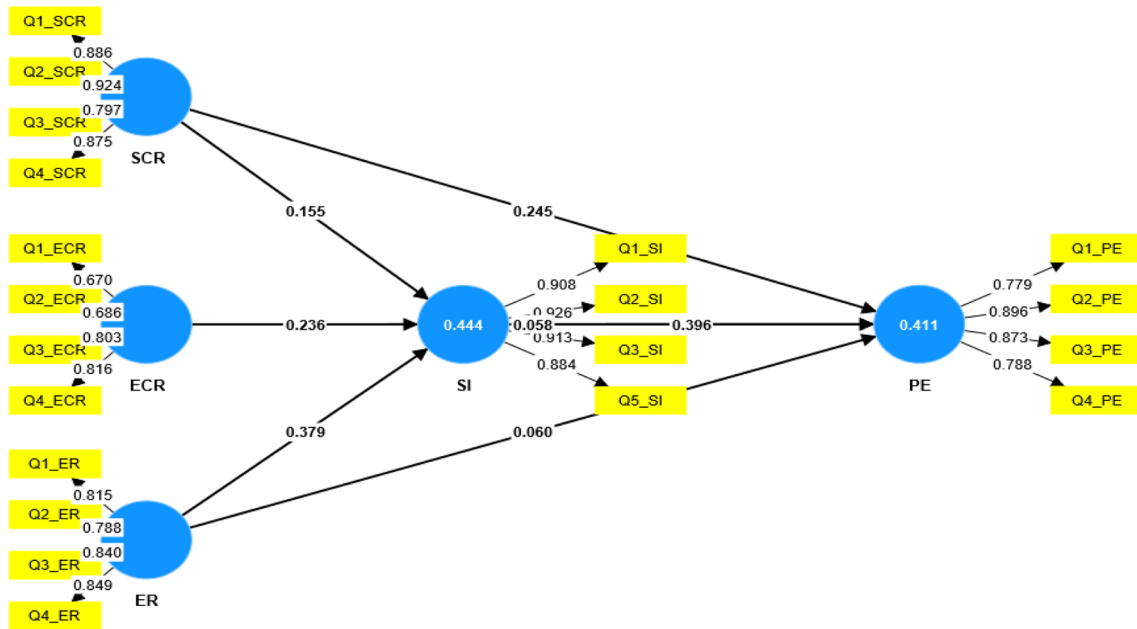 Q1_SCR
0.886
Q2_SCR
0.924
0.797
Q3_SCR
0.875
Q4_SCR
SCR
0.155
0.245
Q1_ECR
0.670
Q2_ECR
0.686
0.803
Q3_ECR
0.816
Q4_ECR
ECR
0.236
Q1_SI
0.908
Q2_SI
0.926
0.444
0.058
0.396
0.913
Q3_SI
0.884
SI
Q5_SI
Q1_PE
0.779
Q2_PE
0.896
0.411
0.873
Q3_PE
0.788
PE
Q4_PE
0.379
0.060
Q1_ER
0.815
Q2_ER
0.788
0.840
Q3_ER
0.849
Q4_ER
ER